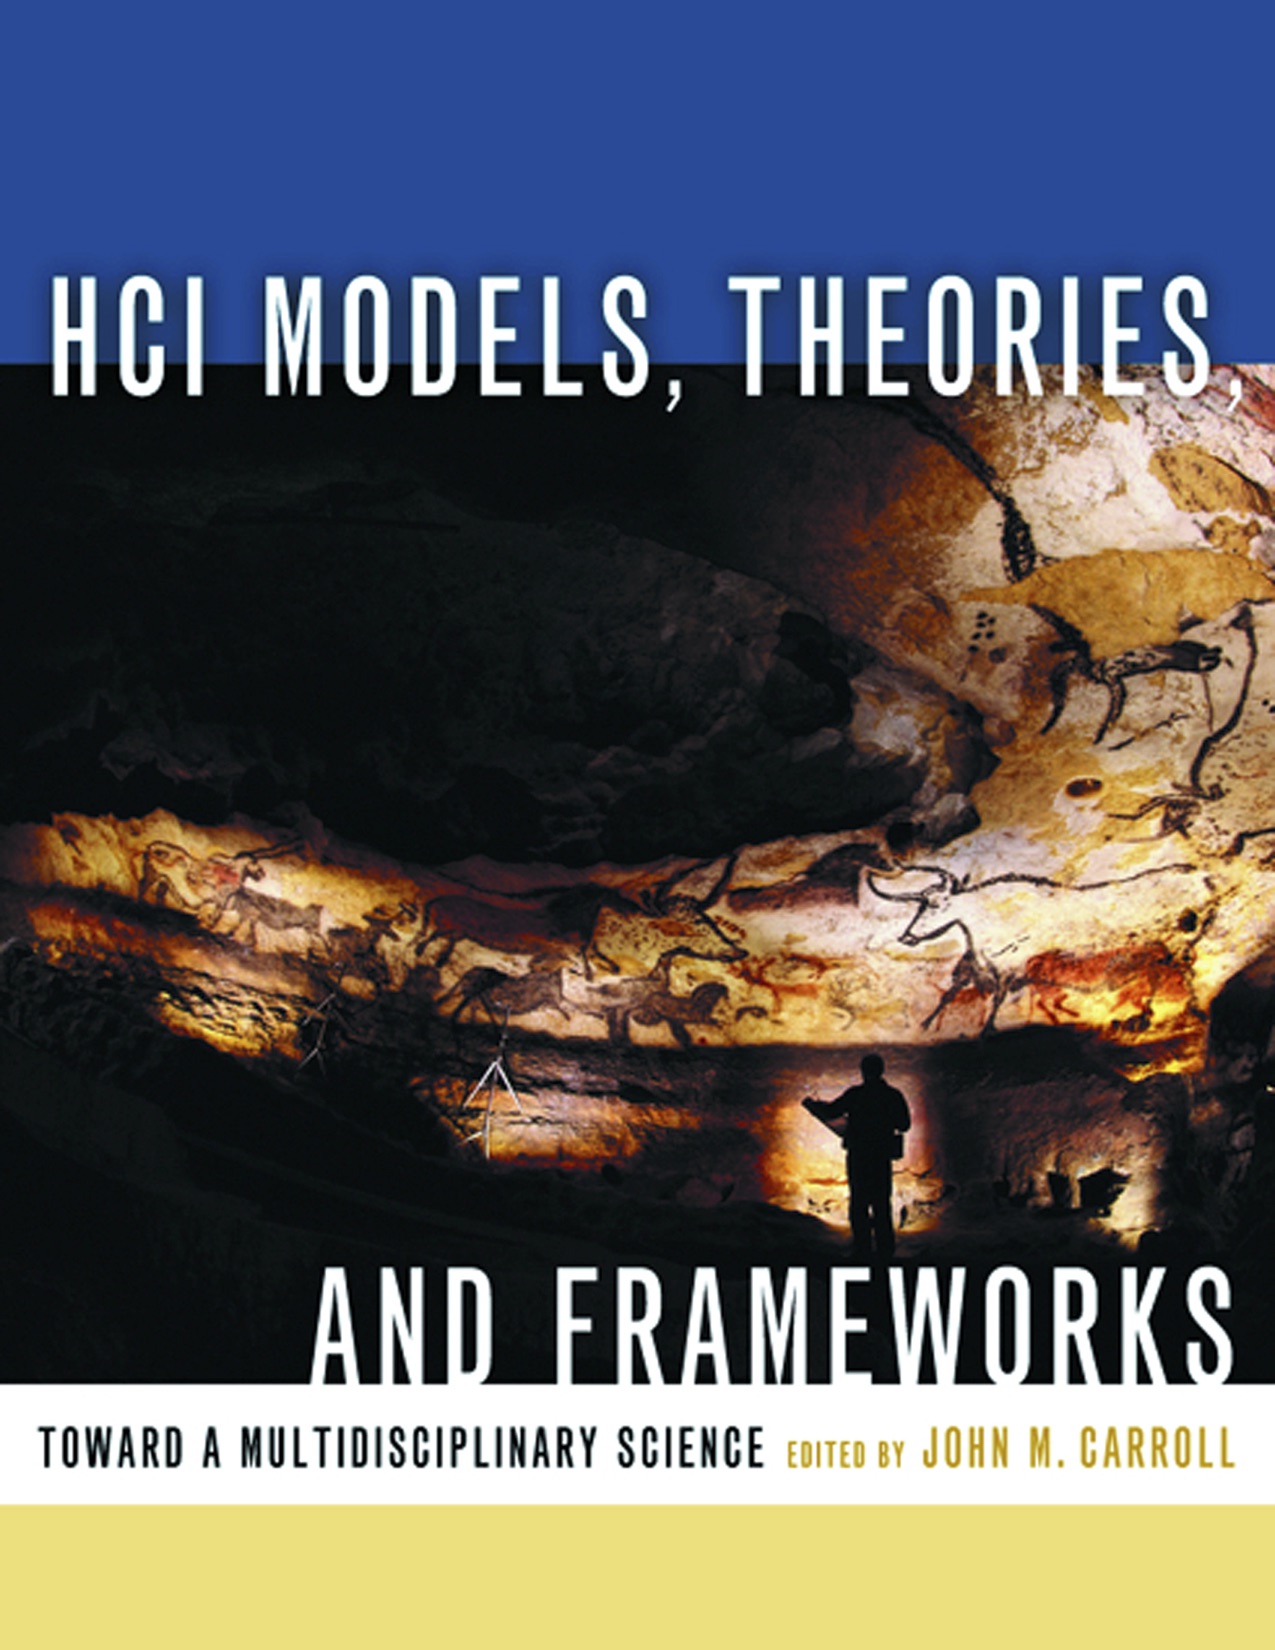 HCI MODELS, THEORIES,
AND FRAMEWORKS
TOWARD A MULTIDISCIPLINARY SCIENCE EDITED BY JOHN M. CARROLL